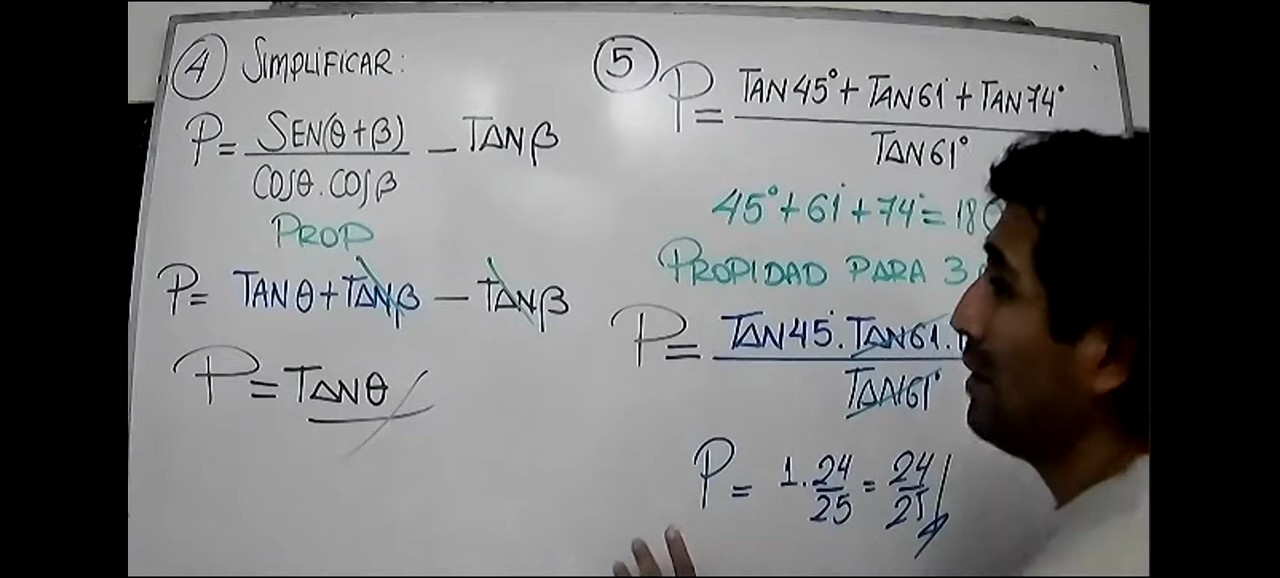 ④ SIMPLIFICAR:
P = SEN(θ+β) / COSθ . COSβ − TANβ
PROP
P = TANθ + TANβ − TANβ
P = TANθ
⑤ P = TAN45° + TAN61° + TAN74° / TAN61°
45° + 61° + 74° = 18
PROPIDAD PARA 3
P = TAN45° . TAN61° . / TAN61°
P = 1 . 24/25 = 24/25